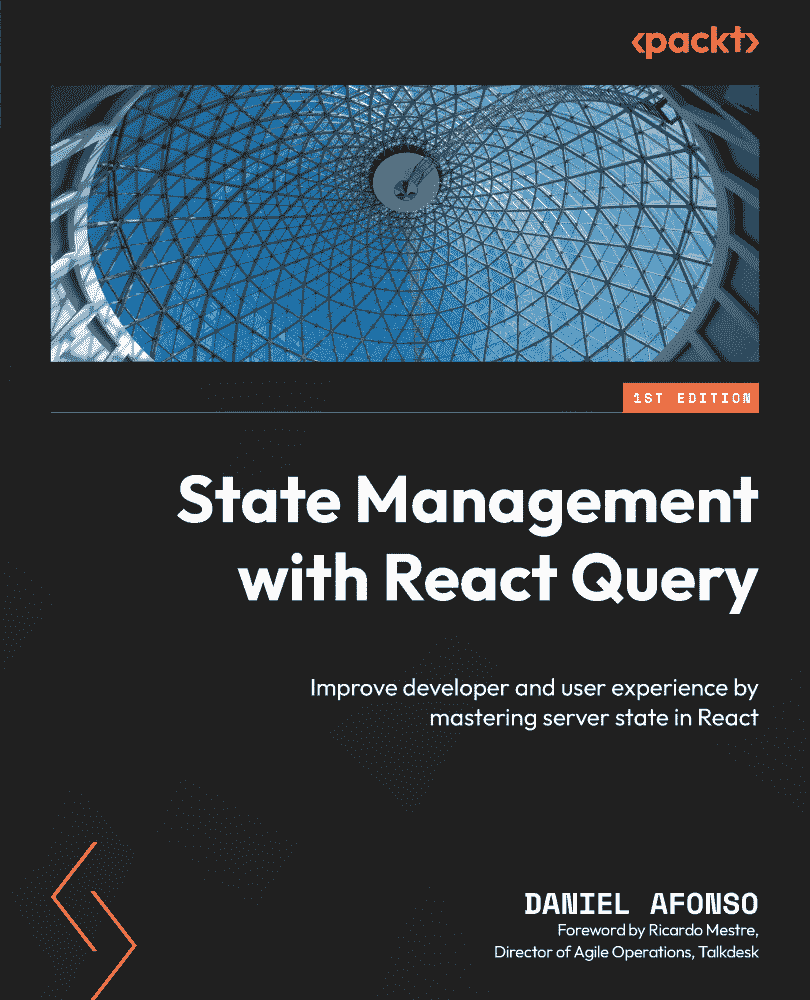 <packt>
1ST EDITION
State Management
with React Query
Improve developer and user experience by
mastering server state in React
DANIEL AFONSO
Foreword by Ricardo Mestre,
Director of Agile Operations, Talkdesk